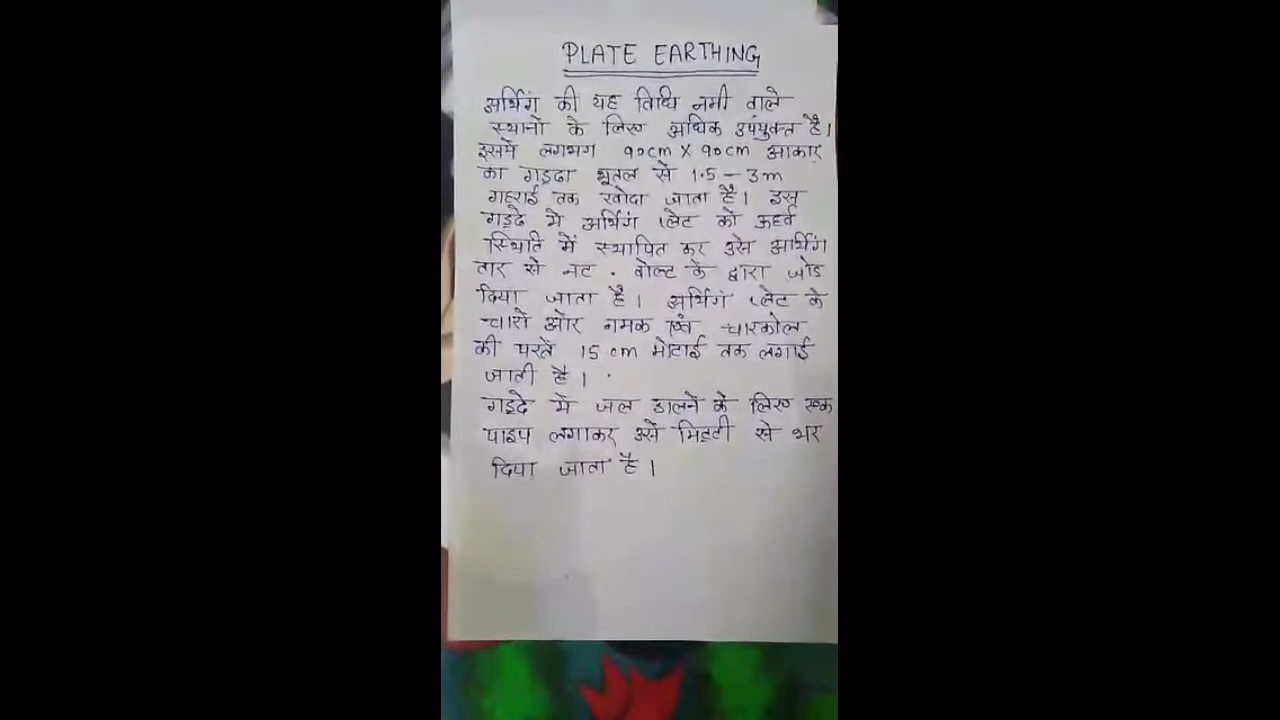 PLATE EARTHING
अर्थिंग की यह विधि नमी वाले
स्थानो के लिए अधिक उपंयुक्त है।
इसमे लगभग 90cm X 90cm आकार
का गड्ढा भूतल से 1.5 - 3m
गहराई तक खोदा जाता है। इस
गड्ढे मे अर्थिंग प्लेट को ऊर्ध्व
स्थिति में स्थापित कर उसे अर्थिंग
तार से नट . बोल्ट के द्वारा जोड
दिया जाता है। अर्थिंग प्लेट के
चारो ओर नमक एवं चारकोल
की परते 15 cm मोटाई तक लगाई
जाती है।
गड्ढे मे जल डालने के लिए एक
पाइप लगाकर उसे मिट्टी से भर
दिया जाता है।